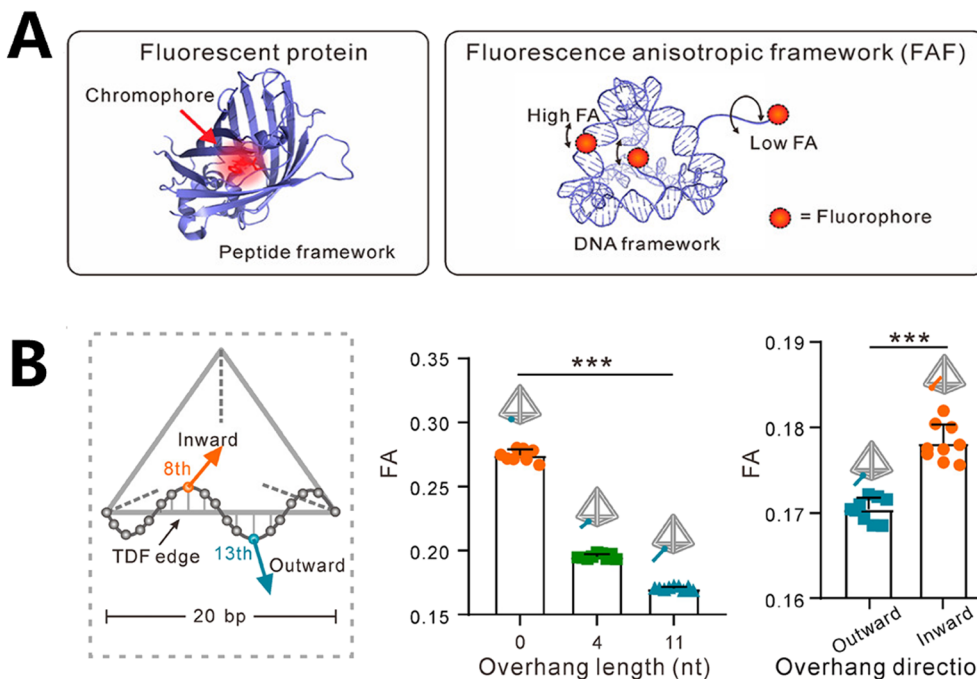 A
Fluorescent protein
Chromophore
Peptide framework
Fluorescence anisotropic framework (FAF)
High FA
Low FA
= Fluorophore
DNA framework
B
Inward
8th
TDF edge
13th
Outward
20 bp
FA
0.35
0.30
0.25
0.20
0.15
***
0
4
11
Overhang length (nt)
FA
0.19
0.18
0.17
0.16
***
Outward
Inward
Overhang direction